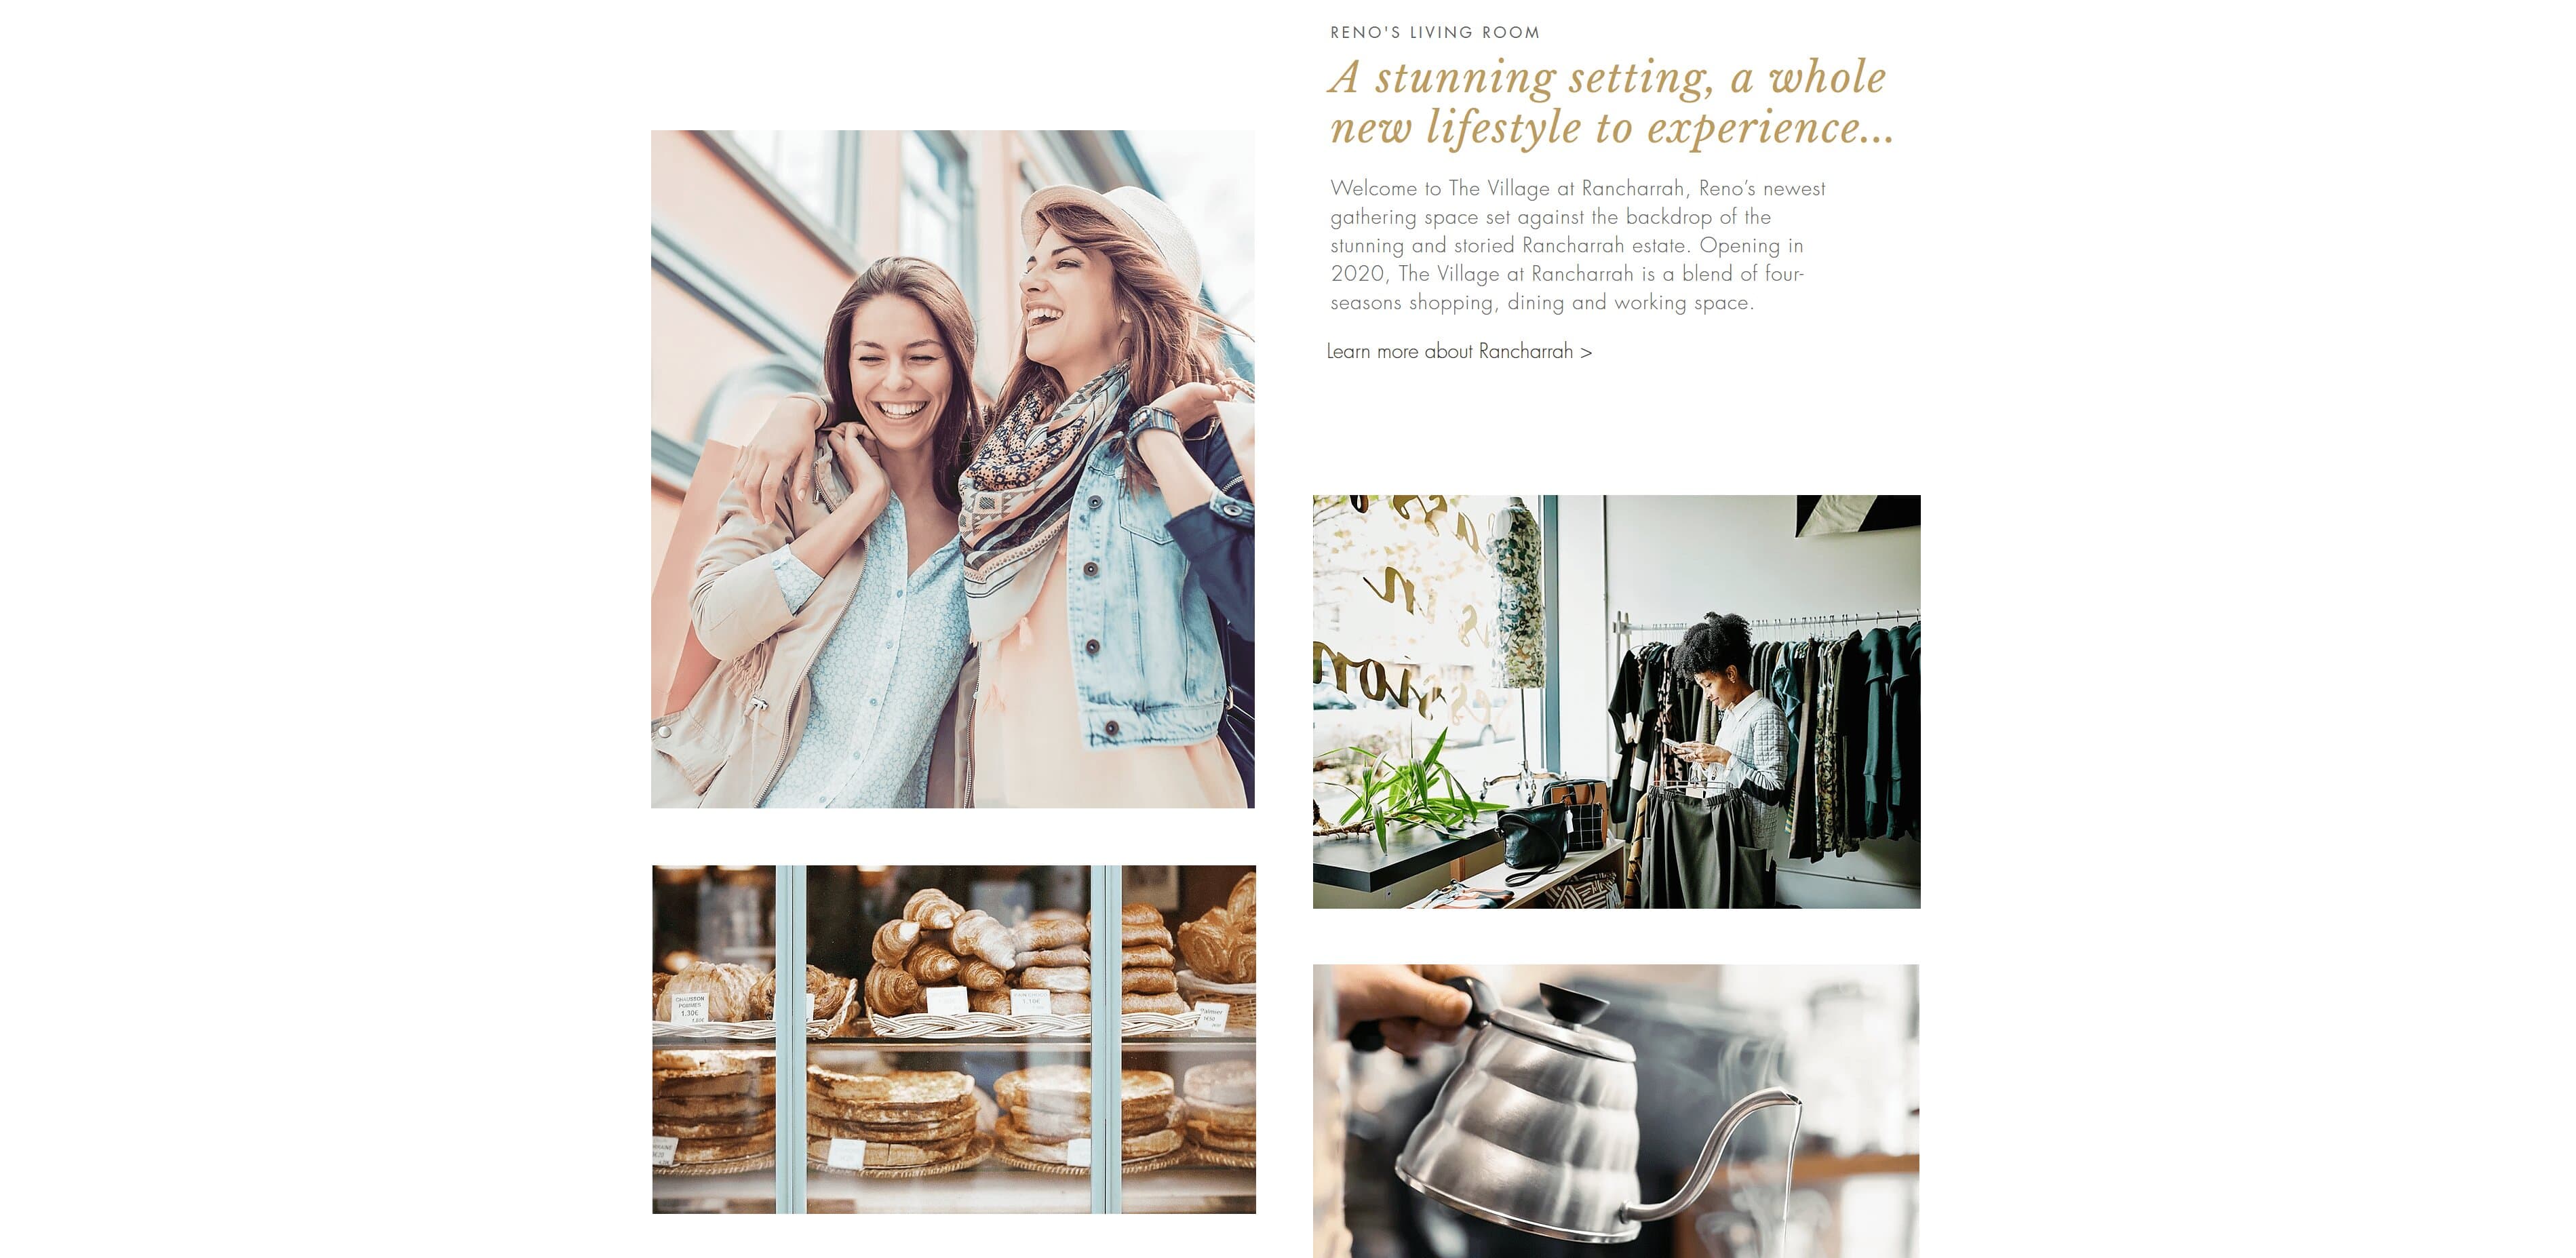 RENO'S LIVING ROOM
A stunning setting, a whole
new lifestyle to experience...
Welcome to The Village at Rancharrah, Reno’s newest
gathering space set against the backdrop of the
stunning and storied Rancharrah estate. Opening in
2020, The Village at Rancharrah is a blend of four-
seasons shopping, dining and working space.
Learn more about Rancharrah >
CHAUSSON
POMMES
1,30€
1.10€
Palmier
1€50